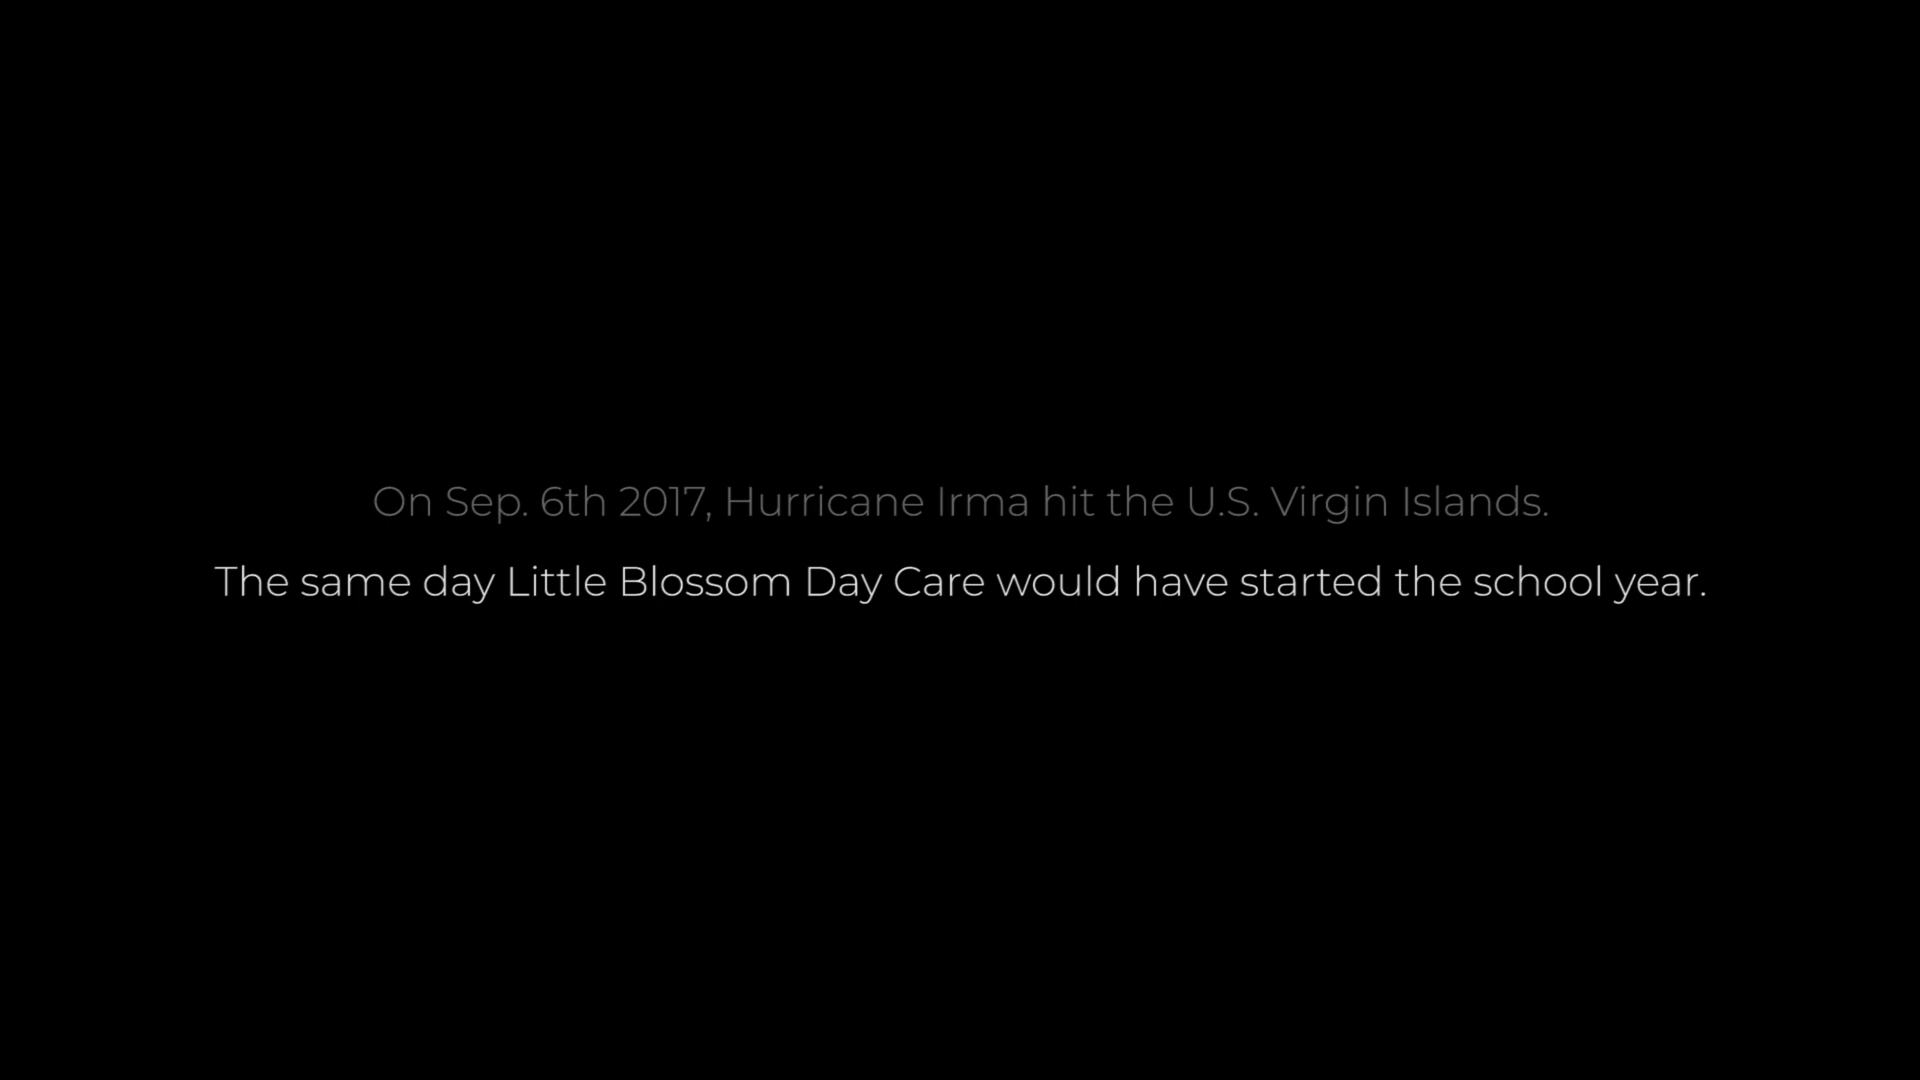 On Sep. 6th 2017, Hurricane Irma hit the U.S. Virgin Islands.
The same day Little Blossom Day Care would have started the school year.